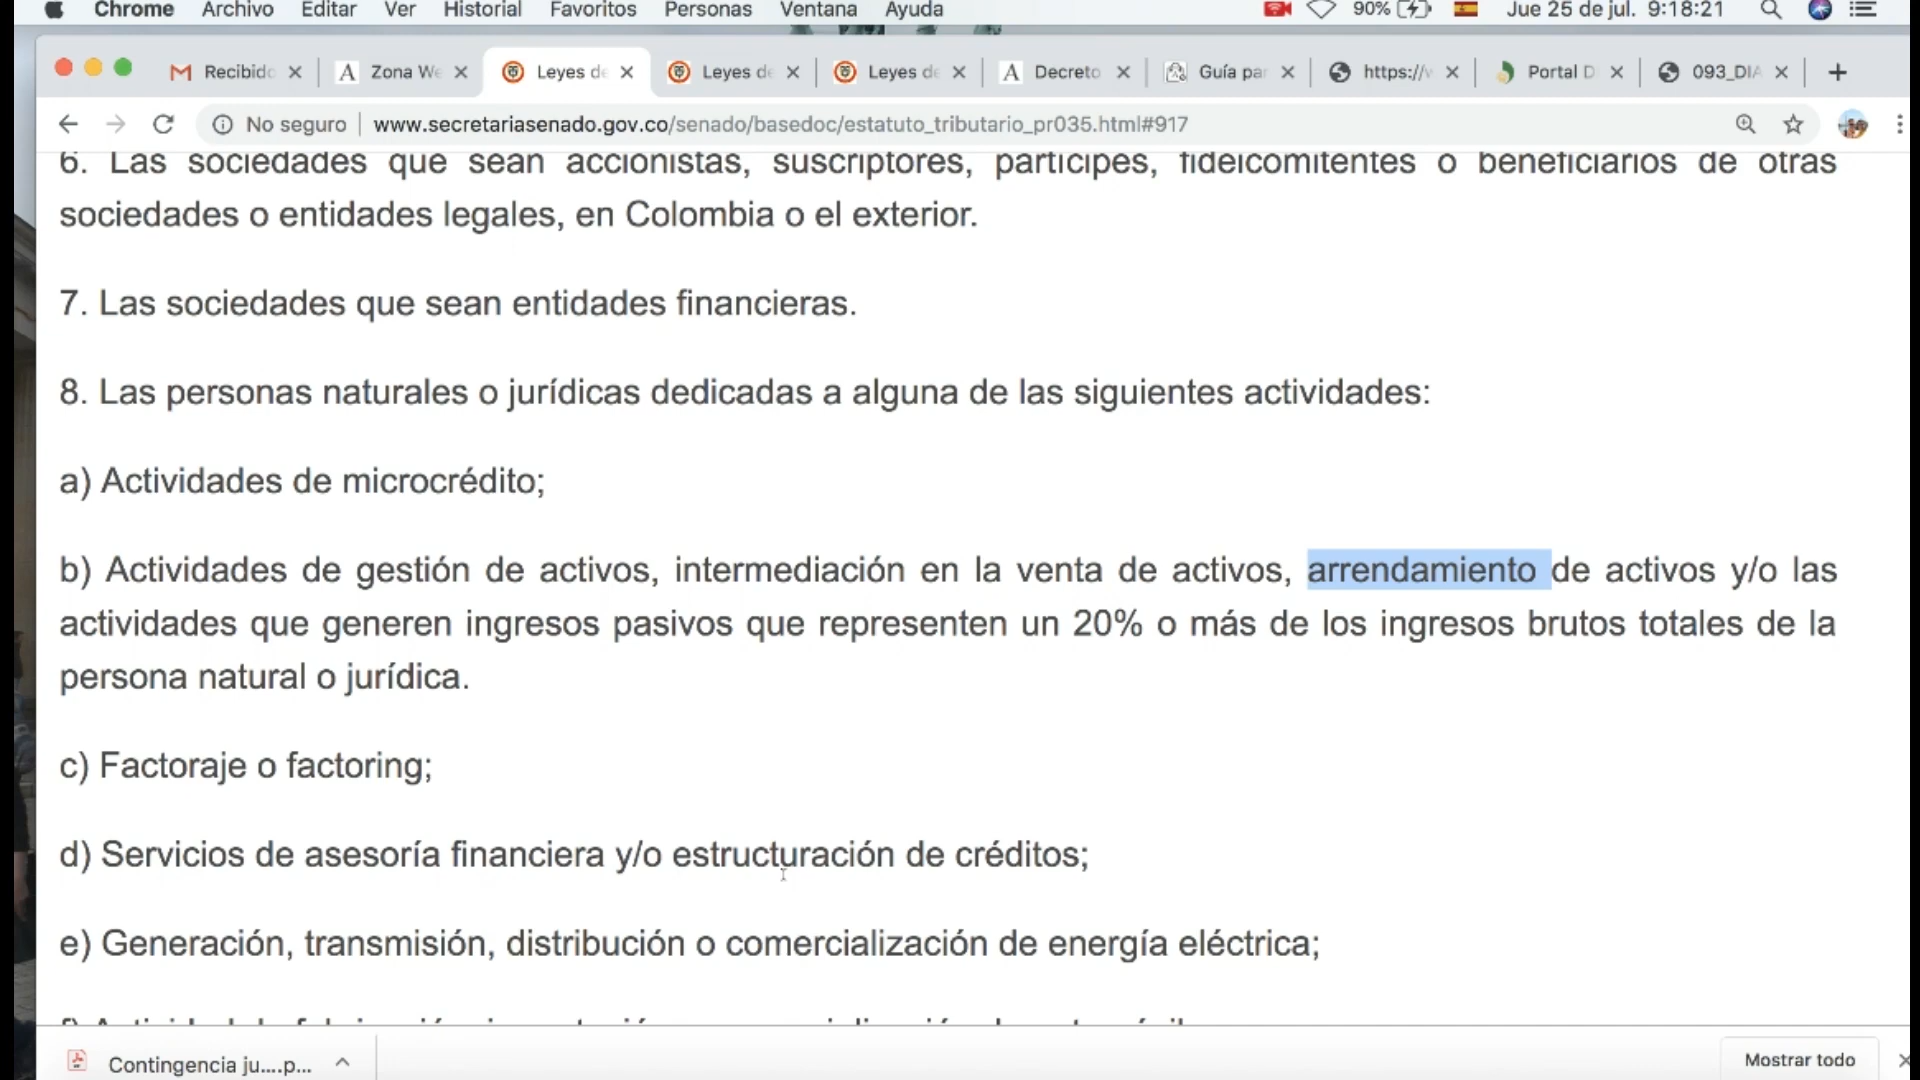 Chrome Archivo Editar Ver Historial Favoritos Personas Ventana Ayuda 90% Jue 25 de jul. 9:18:21
Recibido Zona We Leyes de Leyes de Leyes de Decreto Guía par https:// Portal D 093_DIA
No seguro www.secretariasenado.gov.co/senado/basedoc/estatuto_tributario_pr035.html#917
6. Las sociedades que sean accionistas, suscriptores, partícipes, fideicomitentes o beneficiarios de otras
sociedades o entidades legales, en Colombia o el exterior.
7. Las sociedades que sean entidades financieras.
8. Las personas naturales o jurídicas dedicadas a alguna de las siguientes actividades:
a) Actividades de microcrédito;
b) Actividades de gestión de activos, intermediación en la venta de activos, arrendamiento de activos y/o las
actividades que generen ingresos pasivos que representen un 20% o más de los ingresos brutos totales de la
persona natural o jurídica.
c) Factoraje o factoring;
d) Servicios de asesoría financiera y/o estructuración de créditos;
e) Generación, transmisión, distribución o comercialización de energía eléctrica;
Contingencia ju....p... Mostrar todo